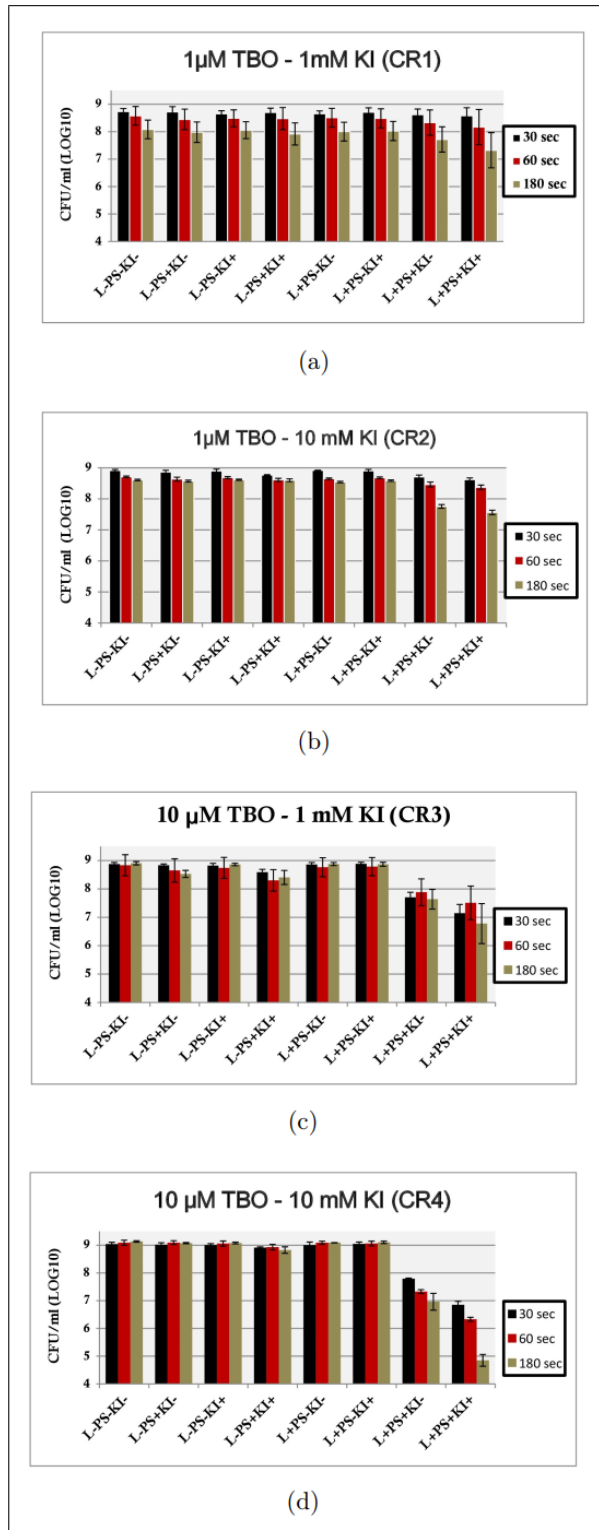 1µM TBO - 1mM KI (CR1)
CFU/ml (LOG10)
9
8
7
6
5
4
30 sec
60 sec
180 sec
L-PS-KI-
L-PS+KI-
L-PS-KI+
L-PS+KI+
L+PS-KI-
L+PS-KI+
L+PS+KI-
L+PS+KI+
(a)
1µM TBO - 10 mM KI (CR2)
CFU/ml (LOG10)
9
8
7
6
5
4
30 sec
60 sec
180 sec
L-PS-KI-
L-PS+KI-
L-PS-KI+
L-PS+KI+
L+PS-KI-
L+PS-KI+
L+PS+KI-
L+PS+KI+
(b)
10 µM TBO - 1 mM KI (CR3)
CFU/ml (LOG10)
9
8
7
6
5
4
30 sec
60 sec
180 sec
L-PS-KI-
L-PS+KI-
L-PS-KI+
L-PS+KI+
L+PS-KI-
L+PS-KI+
L+PS+KI-
L+PS+KI+
(c)
10 µM TBO - 10 mM KI (CR4)
CFU/ml (LOG10)
9
8
7
6
5
4
30 sec
60 sec
180 sec
L-PS-KI-
L-PS+KI-
L-PS-KI+
L-PS+KI+
L+PS-KI-
L+PS-KI+
L+PS+KI-
L+PS+KI+
(d)